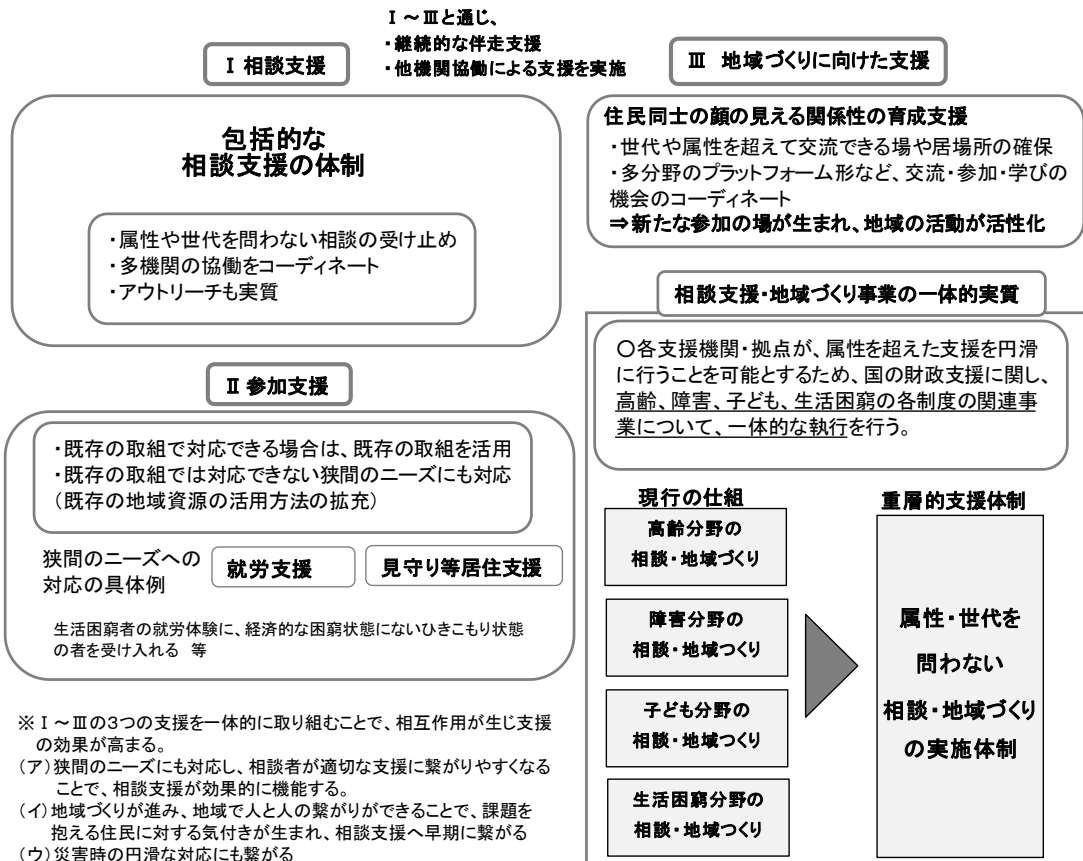 Ⅰ~Ⅲと通じ、
・継続的な伴走支援
・他機関協働による支援を実施
Ⅰ 相談支援
包括的な
相談支援の体制
・属性や世代を問わない相談の受け止め
・多機関の協働をコーディネート
・アウトリーチも実質
Ⅱ 参加支援
・既存の取組で対応できる場合は、既存の取組を活用
・既存の取組では対応できない狭間のニーズにも対応
(既存の地域資源の活用方法の拡充)
狭間のニーズへの
対応の具体例
就労支援
見守り等居住支援
生活困窮者の就労体験に、経済的な困窮状態にないひきこもり状態
の者を受け入れる 等
※Ⅰ~Ⅲの3つの支援を一体的に取り組むことで、相互作用が生じ支援
の効果が高まる。
(ア)狭間のニーズにも対応し、相談者が適切な支援に繋がりやすくなる
ことで、相談支援が効果的に機能する。
(イ)地域づくりが進み、地域で人と人の繋がりができることで、課題を
抱える住民に対する気付きが生まれ、相談支援へ早期に繋がる
(ウ)災害時の円滑な対応にも繋がる
Ⅲ 地域づくりに向けた支援
住民同士の顔の見える関係性の育成支援
・世代や属性を超えて交流できる場や居場所の確保
・多分野のプラットフォーム形など、交流・参加・学びの
機会のコーディネート
⇒新たな参加の場が生まれ、地域の活動が活性化
相談支援・地域づくり事業の一体的実質
〇各支援機関・拠点が、属性を超えた支援を円滑
に行うことを可能とするため、国の財政支援に関し、
高齢、障害、子ども、生活困窮の各制度の関連事
業について、一体的な執行を行う。
現行の仕組
高齢分野の
相談・地域づくり
障害分野の
相談・地域つくり
子ども分野の
相談・地域つくり
生活困窮分野の
相談・地域つくり
重層的支援体制
属性・世代を
問わない
相談・地域づくり
の実施体制